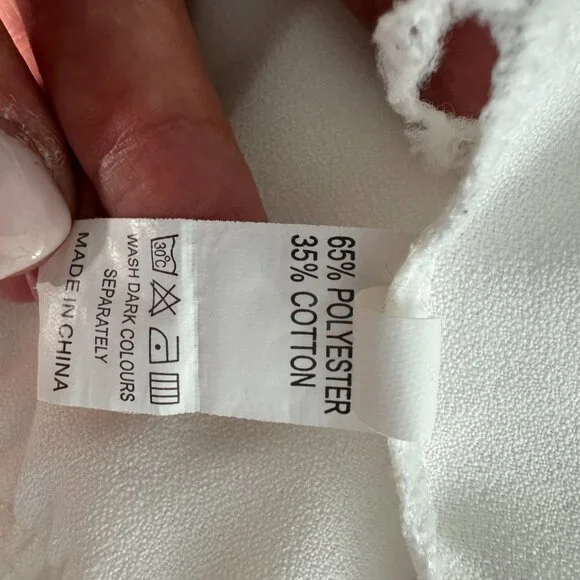 65% POLYESTER
35% COTTON
30°C
WASH DARK COLOURS
SEPARATELY
MADE IN CHINA